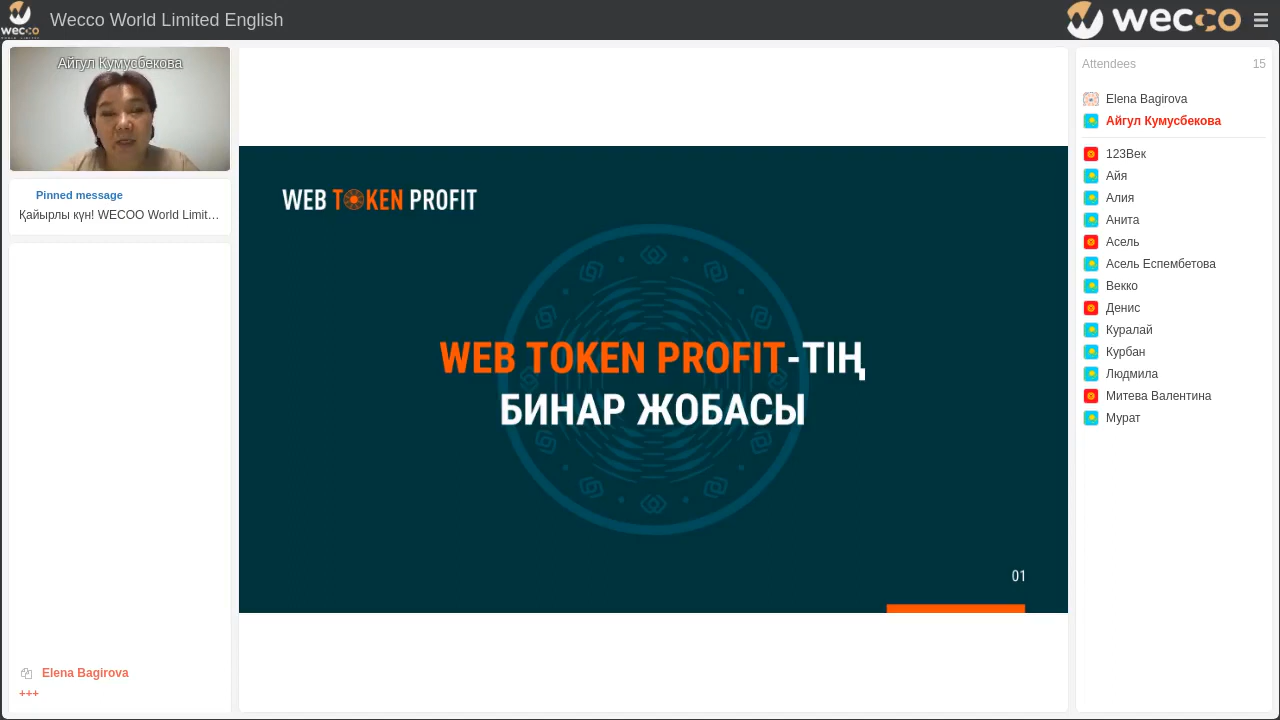 wecco
Wecco World Limited English
wecco
Айгул Кумусбекова
Pinned message
Қайырлы күн! WECOO World Limit…
Elena Bagirova
+++
WEB TOKEN PROFIT
WEB TOKEN PROFIT-ТІҢ
БИНАР ЖОБАСЫ
01
Attendees 15
Elena Bagirova
Айгул Кумусбекова
123Век
Айя
Алия
Анита
Асель
Асель Еспембетова
Векко
Денис
Куралай
Курбан
Людмила
Митева Валентина
Мурат